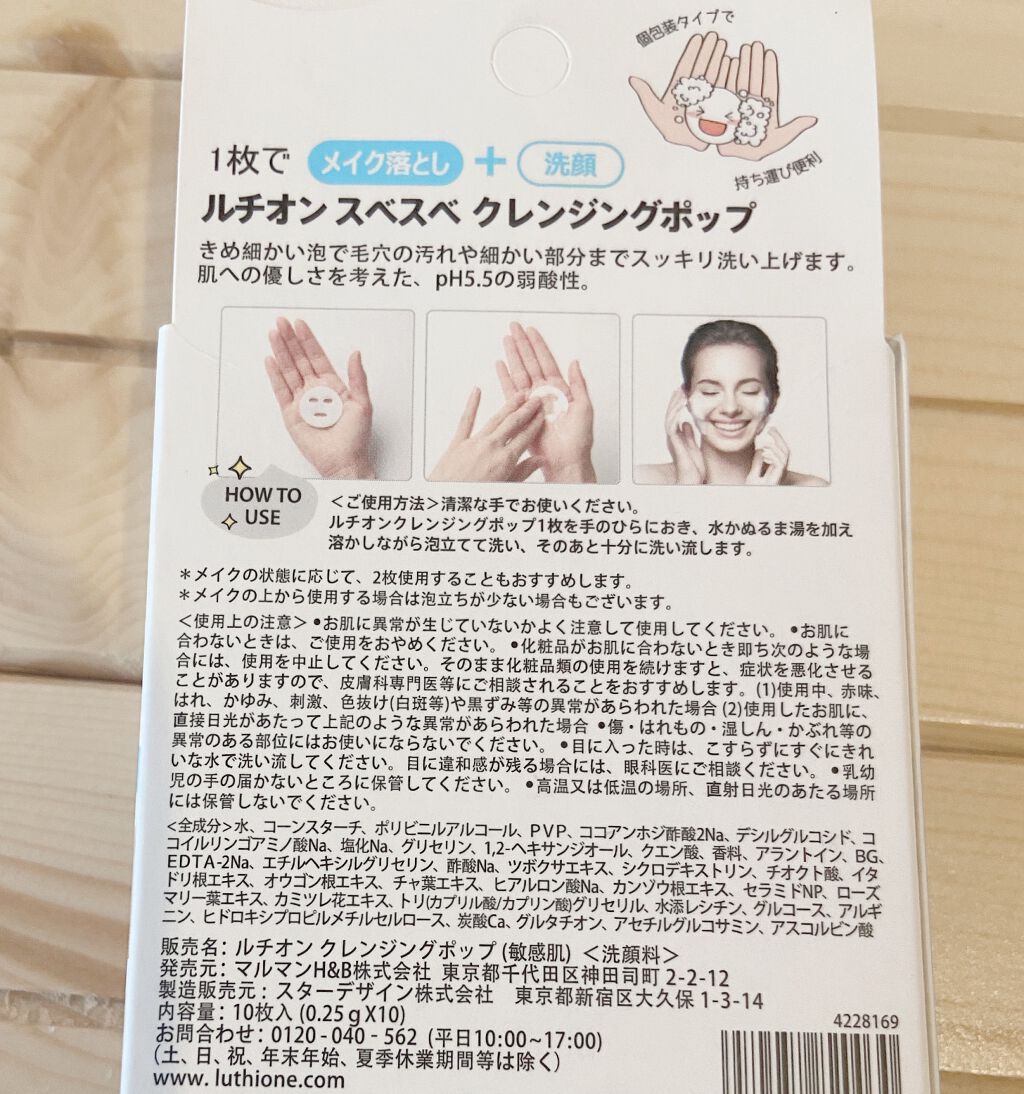 個包装タイプで
持ち運び便利
1枚で メイク落とし + 洗顔
ルチオン スベスベ クレンジングポップ
きめ細かい泡で毛穴の汚れや細かい部分までスッキリ洗い上げます。
肌への優しさを考えた、pH5.5の弱酸性。
HOW TO
USE
＜ご使用方法＞清潔な手でお使いください。
ルチオンクレンジングポップ1枚を手のひらにおき、水かぬるま湯を加え
溶かしながら泡立てて洗い、そのあと十分に洗い流します。
＊メイクの状態に応じて、2枚使用することもおすすめします。
＊メイクの上から使用する場合は泡立ちが少ない場合もございます。
＜使用上の注意＞ ●お肌に異常が生じていないかよく注意して使用してください。 ●お肌に
合わないときは、ご使用をおやめください。 ●化粧品がお肌に合わないとき即ち次のような場
合には、使用を中止してください。そのまま化粧品類の使用を続けますと、症状を悪化させる
ことがありますので、皮膚科専門医等にご相談されることをおすすめします。(1)使用中、赤味、
はれ、かゆみ、刺激、色抜け(白斑等)や黒ずみ等の異常があらわれた場合 (2)使用したお肌に、
直接日光があたって上記のような異常があらわれた場合 ●傷・はれもの・湿しん・かぶれ等の
異常のある部位にはお使いにならないでください。 ●目に入った時は、こすらずにすぐにきれ
いな水で洗い流してください。目に違和感が残る場合には、眼科医にご相談ください。 ●乳幼
児の手の届かないところに保管してください。 ●高温又は低温の場所、直射日光のあたる場所
には保管しないでください。
＜全成分＞水、コーンスターチ、ポリビニルアルコール、PVP、ココアンホジ酢酸2Na、デシルグルコシド、コ
コイルリンゴアミノ酸Na、塩化Na、グリセリン、1,2-ヘキサンジオール、クエン酸、香料、アラントイン、BG、
EDTA-2Na、エチルヘキシルグリセリン、酢酸Na、ツボクサエキス、シクロデキストリン、チオクト酸、イタ
ドリ根エキス、オウゴン根エキス、チャ葉エキス、ヒアルロン酸Na、カンゾウ根エキス、セラミドNP、ローズ
マリー葉エキス、カミツレ花エキス、トリ(カプリル酸/カプリン酸)グリセリル、水添レシチン、グルコース、アルギ
ニン、ヒドロキシプロピルメチルセルロース、炭酸Ca、グルタチオン、アセチルグルコサミン、アスコルビン酸
販売名：ルチオン クレンジングポップ (敏感肌) ＜洗顔料＞
発売元：マルマンH&B株式会社 東京都千代田区神田司町 2-2-12
製造販売元：スターデザイン株式会社 東京都新宿区大久保 1-3-14
内容量：10枚入 (0.25gX10)
4228169
お問合わせ：0120-040-562 (平日10:00~17:00)
(土、日、祝、年末年始、夏季休業期間等は除く)
www. luthione.com